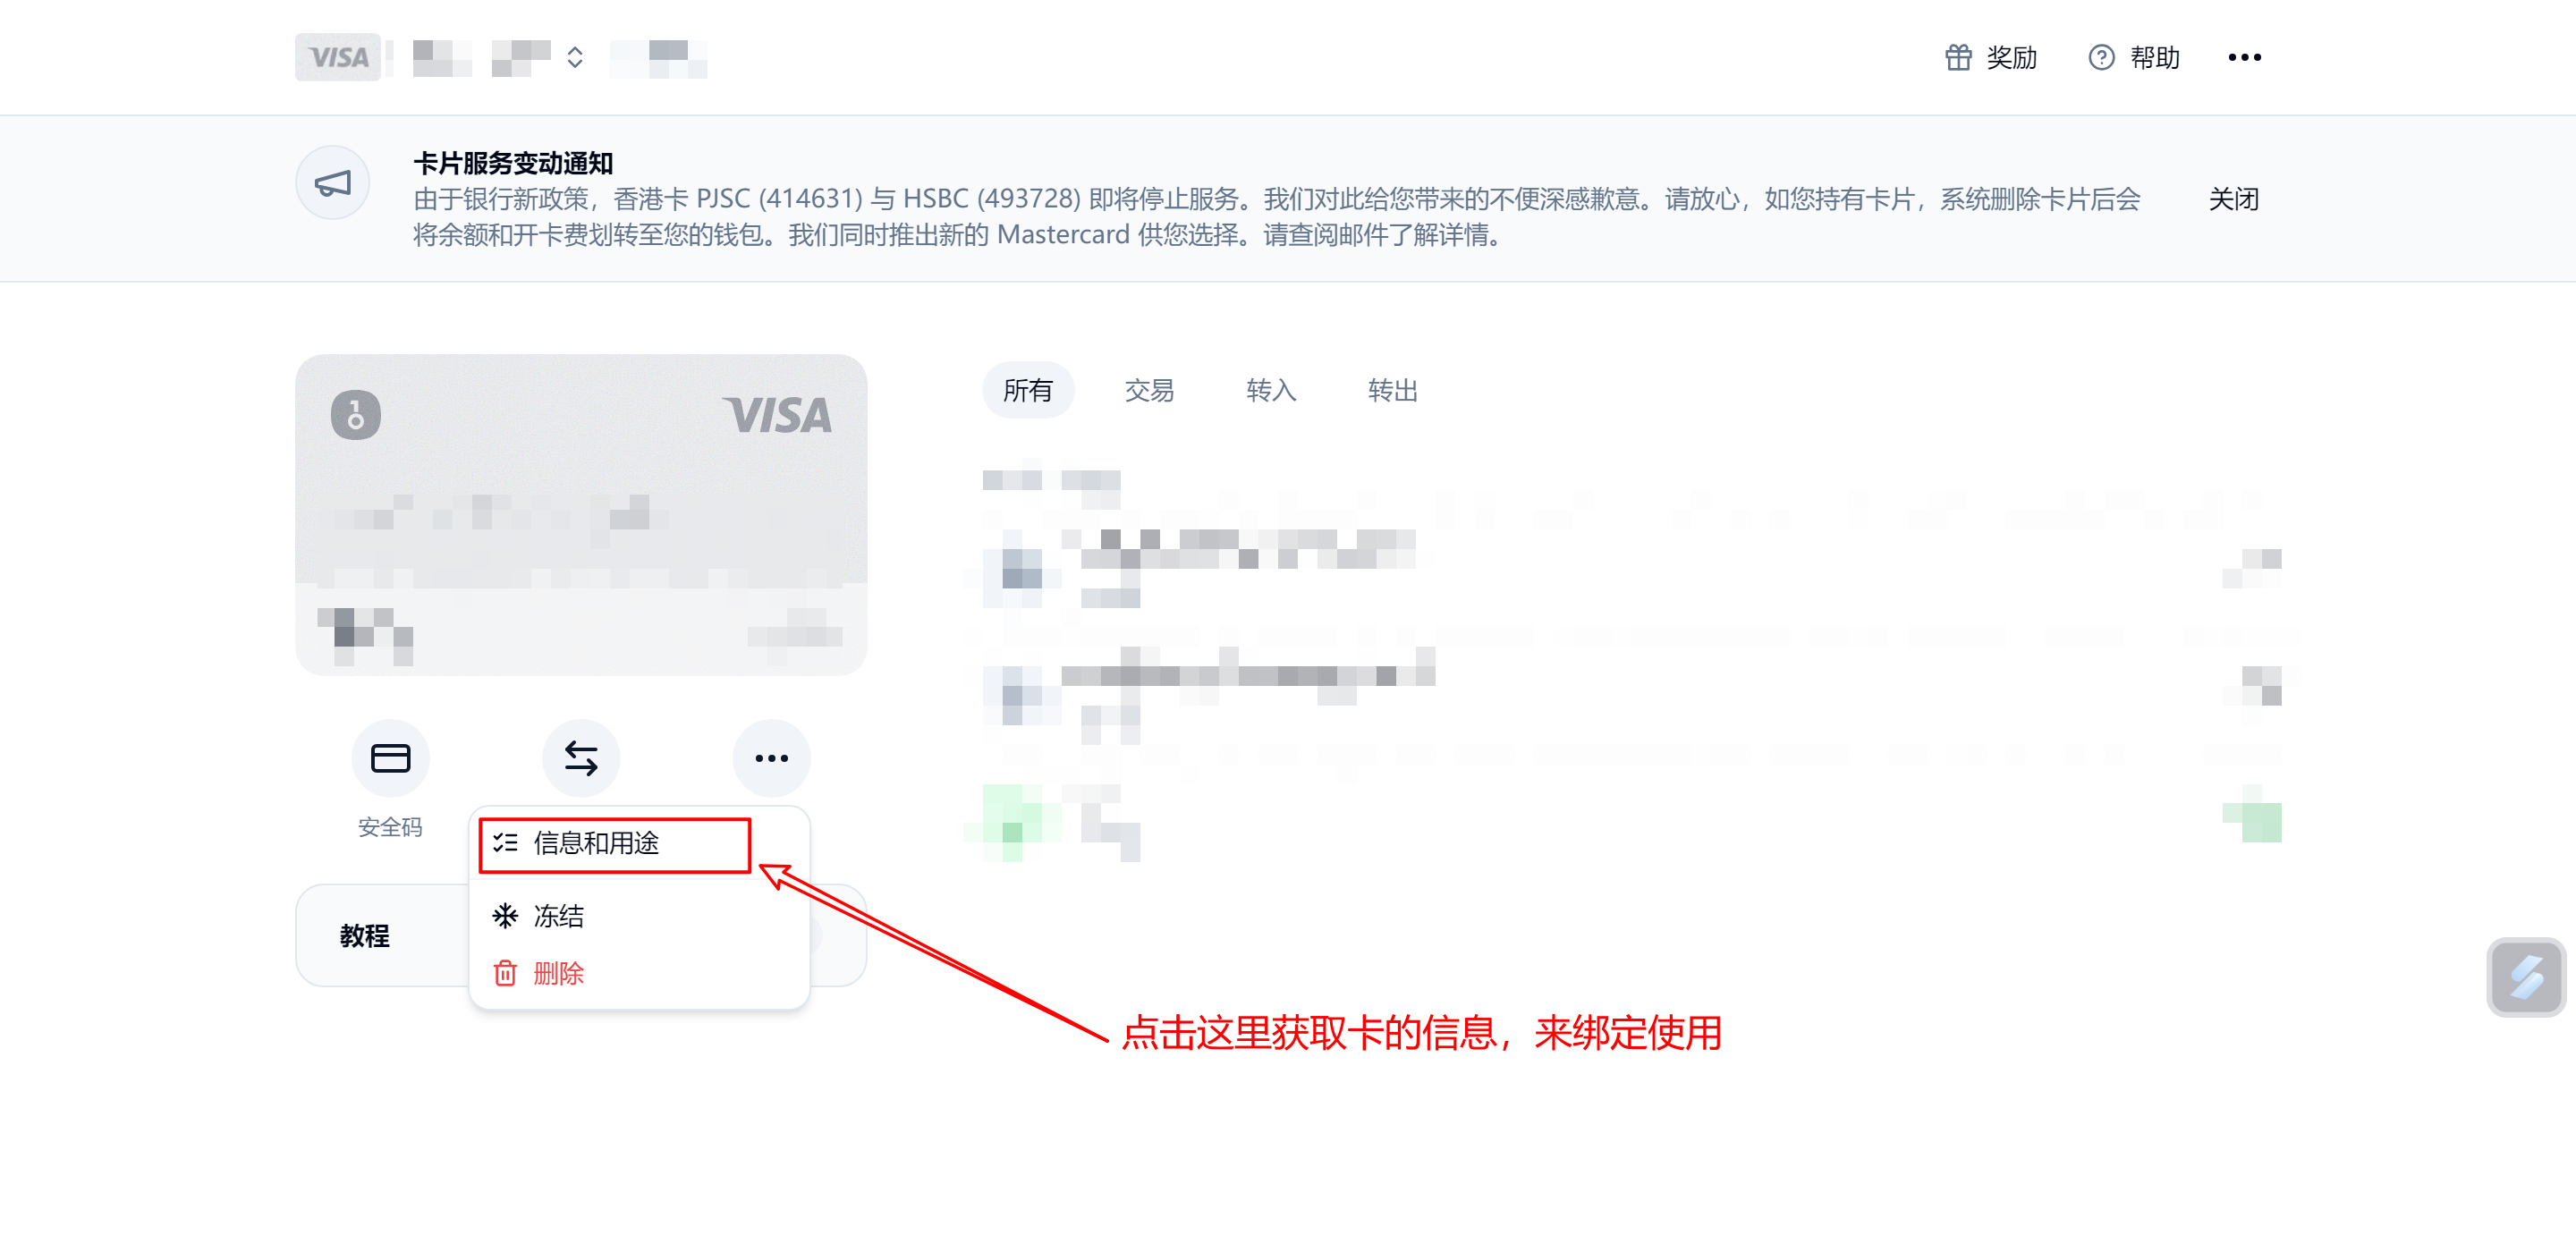 VISA
奖励
帮助
卡片服务变动通知
由于银行新政策，香港卡 PJSC (414631) 与 HSBC (493728) 即将停止服务。我们对此给您带来的不便深感歉意。请放心，如您持有卡片，系统删除卡片后会
将余额和开卡费划转至您的钱包。我们同时推出新的 Mastercard 供您选择。请查阅邮件了解详情。
关闭
VISA
所有
交易
转入
转出
安全码
信息和用途
冻结
删除
教程
点击这里获取卡的信息，来绑定使用